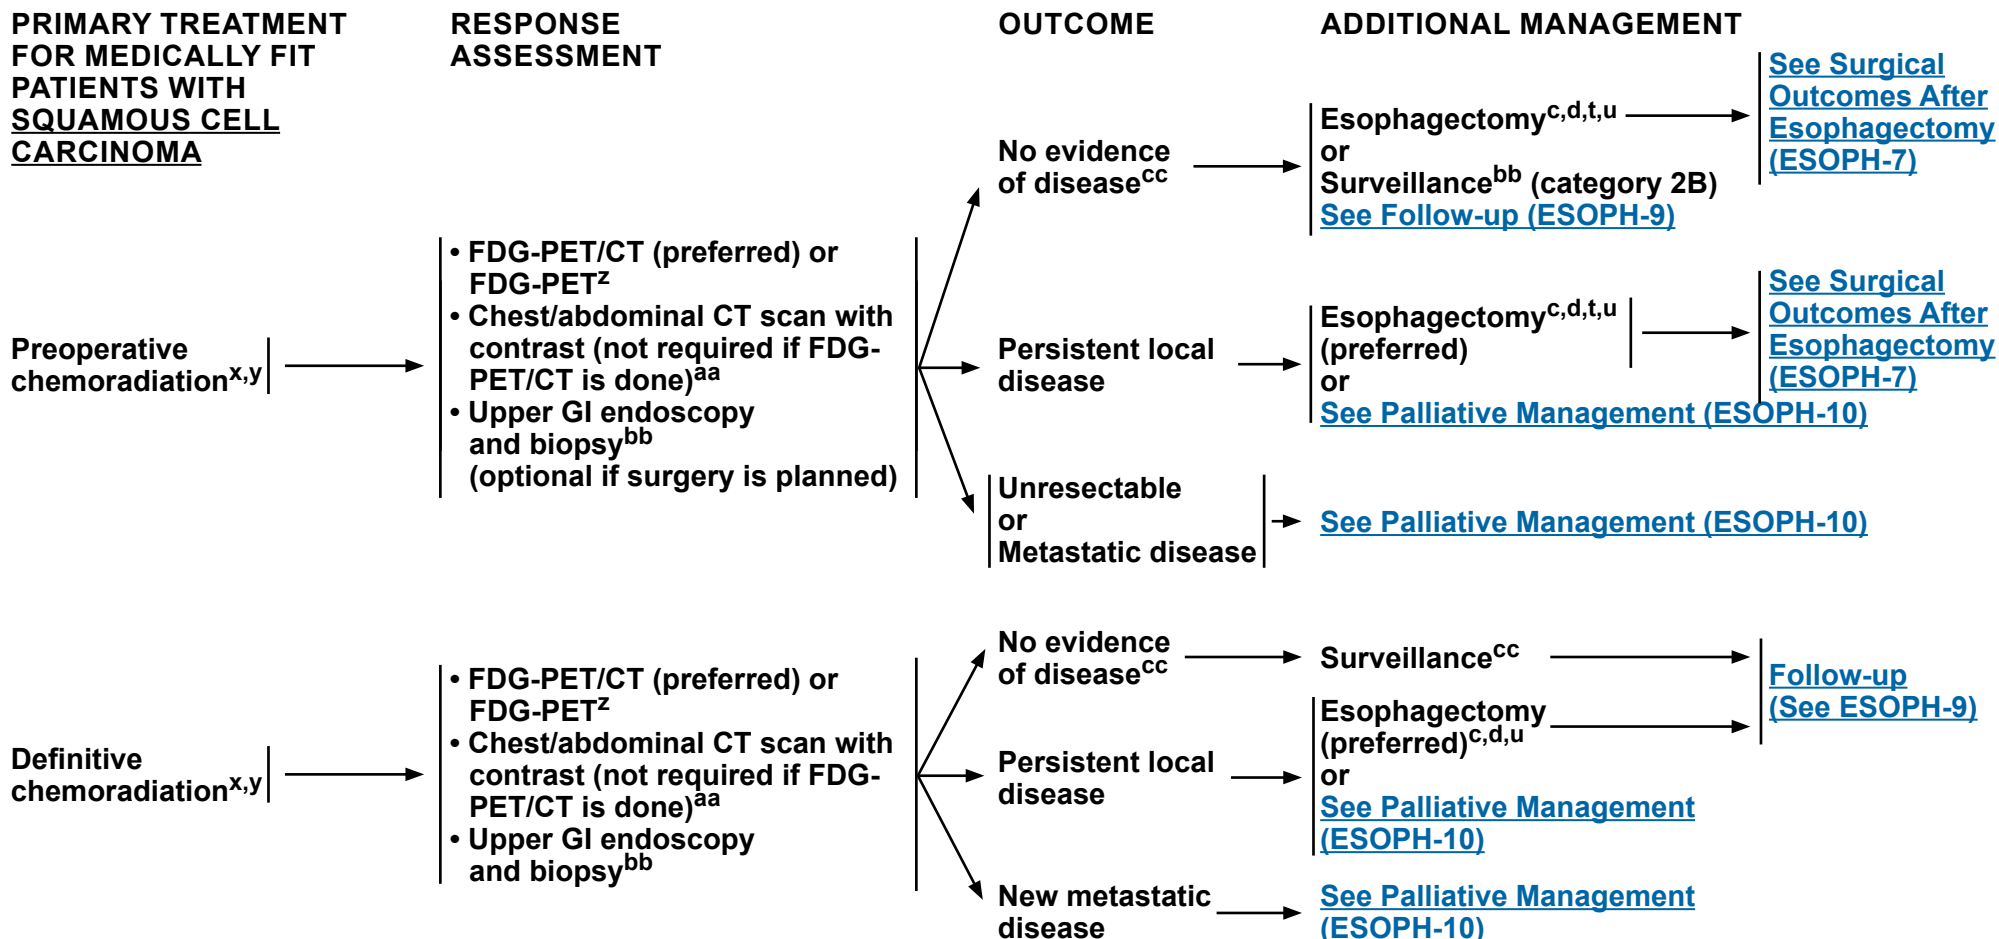 PRIMARY TREATMENT
FOR MEDICALLY FIT
PATIENTS WITH
SQUAMOUS CELL
CARCINOMA
RESPONSE
ASSESSMENT
OUTCOME
ADDITIONAL MANAGEMENT
Preoperative
chemoradiationx,y
• FDG-PET/CT (preferred) or
FDG-PETz
• Chest/abdominal CT scan with
contrast (not required if FDG-
PET/CT is done)aa
• Upper GI endoscopy
and biopsybb
(optional if surgery is planned)
No evidence
of diseasecc
Esophagectomyc,d,t,u
or
Surveillancebb (category 2B)
See Follow-up (ESOPH-9)
See Surgical
Outcomes After
Esophagectomy
(ESOPH-7)
Persistent local
disease
Esophagectomyc,d,t,u
(preferred)
or
See Palliative Management (ESOPH-10)
See Surgical
Outcomes After
Esophagectomy
(ESOPH-7)
Unresectable
or
Metastatic disease
See Palliative Management (ESOPH-10)
Definitive
chemoradiationx,y
• FDG-PET/CT (preferred) or
FDG-PETz
• Chest/abdominal CT scan with
contrast (not required if FDG-
PET/CT is done)aa
• Upper GI endoscopy
and biopsybb
No evidence
of diseasecc
Surveillancecc
Follow-up
(See ESOPH-9)
Persistent local
disease
Esophagectomy
(preferred)c,d,u
or
See Palliative Management
(ESOPH-10)
New metastatic
disease
See Palliative Management
(ESOPH-10)